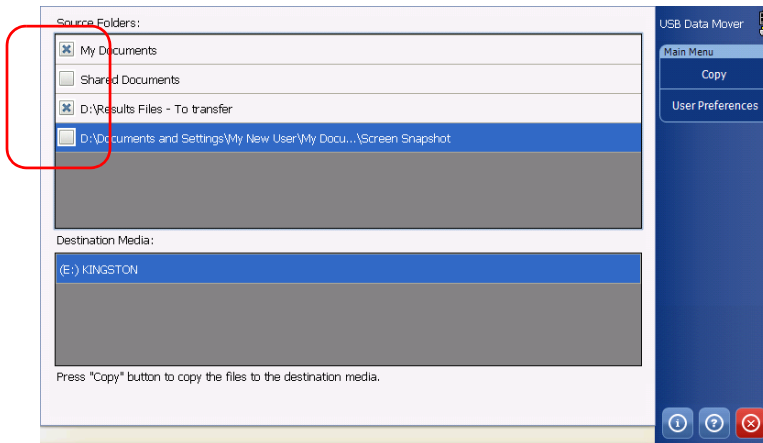 Source Folders:
My Documents
Shared Documents
D:\Results Files - To transfer
D:\Documents and Settings\My New User\My Docu...\Screen Snapshot
Destination Media:
(E:) KINGSTON
Press "Copy" button to copy the files to the destination media.
USB Data Mover
Main Menu
Copy
User Preferences